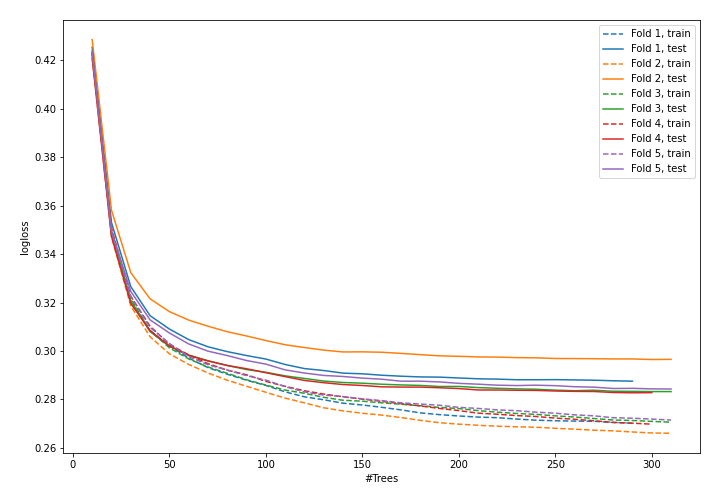 Fold 1, train
Fold 1, test
Fold 2, train
Fold 2, test
Fold 3, train
Fold 3, test
Fold 4, train
Fold 4, test
Fold 5, train
Fold 5, test
0.42
0.40
0.38
0.36
0.34
0.32
0.30
0.28
0.26
logloss
0 50 100 150 200 250 300
#Trees